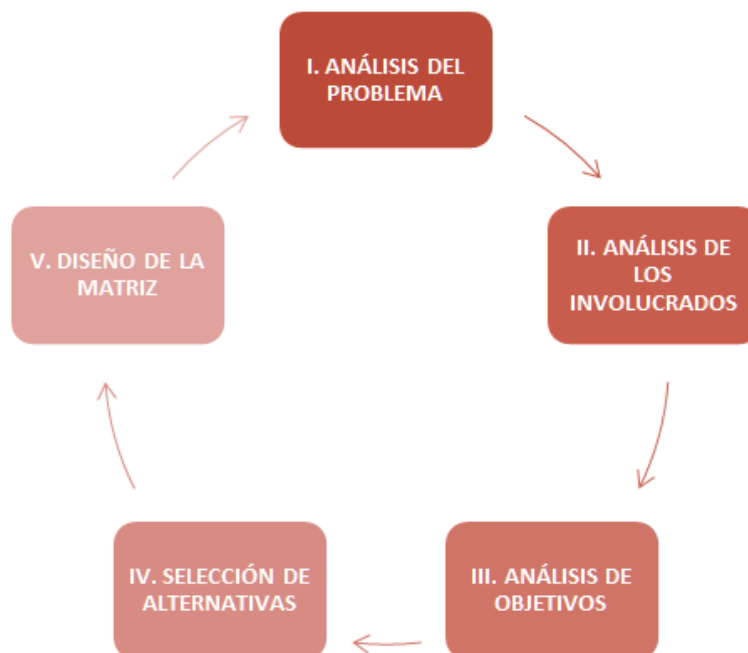 I. ANÁLISIS DEL
PROBLEMA
II. ANÁLISIS DE
LOS
INVOLUCRADOS
III. ANÁLISIS DE
OBJETIVOS
IV. SELECCIÓN DE
ALTERNATIVAS
V. DISEÑO DE LA
MATRIZ